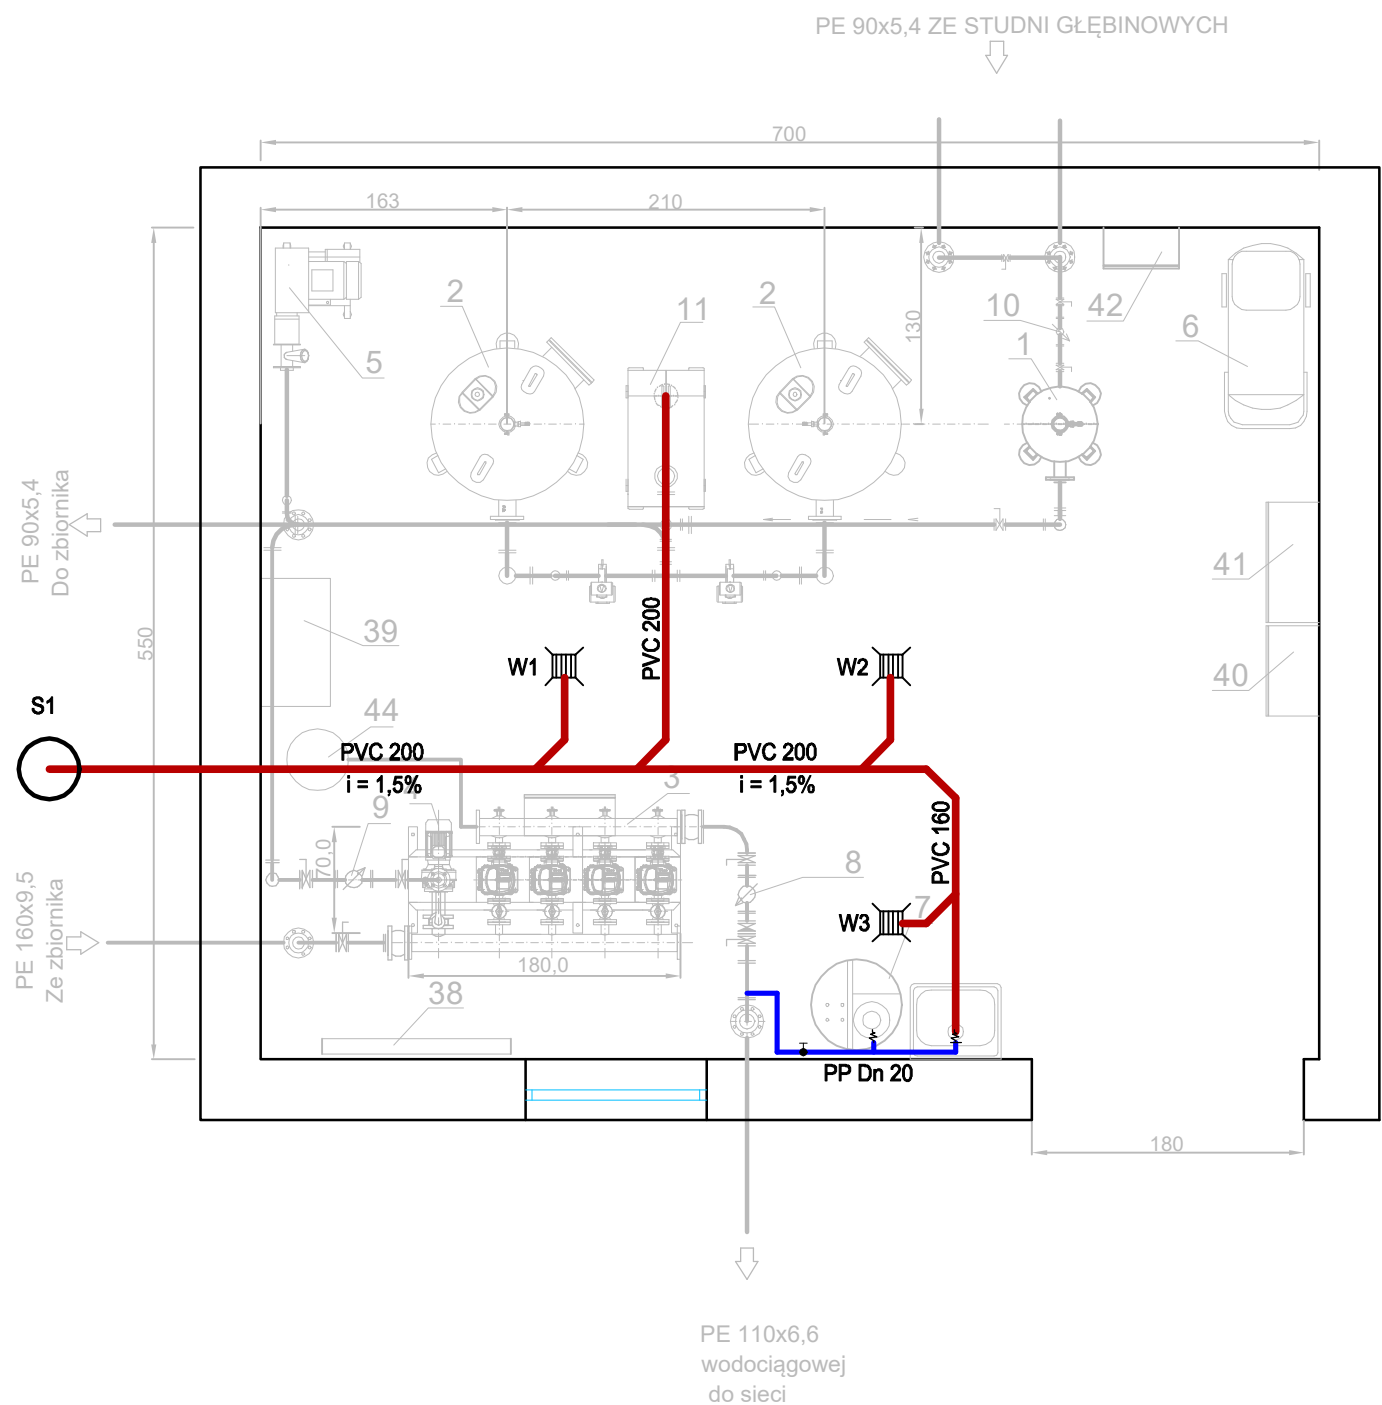 PE 90x5,4 ZE STUDNI GŁĘBINOWYCH
700
163
210
2
11
2
10
42
130
6
5
1
PE 90x5,4
Do zbiornika
41
39
550
PVC 200
W1
W2
40
S1
44
PVC 200
i = 1,5%
PVC 200
i = 1,5%
3
9
4
70.0
PVC 160
8
PE 160x9,5
Ze zbiornika
W3
7
180,0
38
PP Dn 20
180
PE 110x6,6
wodociągowej
do sieci